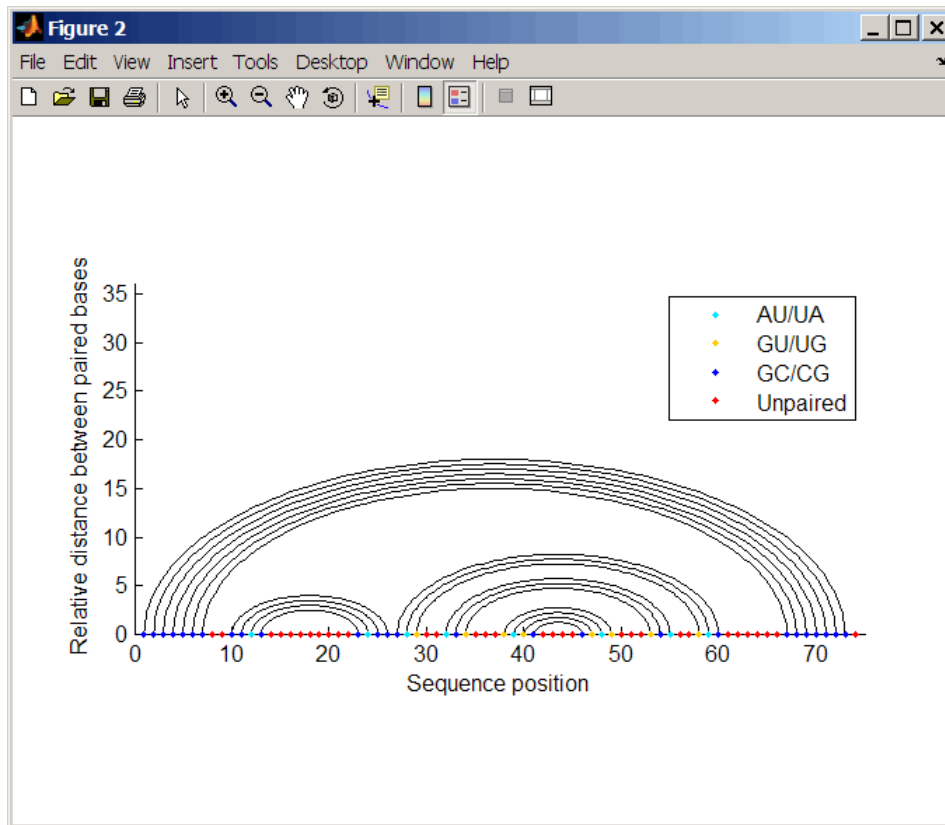 Figure 2
File Edit View Insert Tools Desktop Window Help
Relative distance between paired bases
35
30
25
20
15
10
5
0
AU/UA
GU/UG
GC/CG
Unpaired
0 10 20 30 40 50 60 70
Sequence position